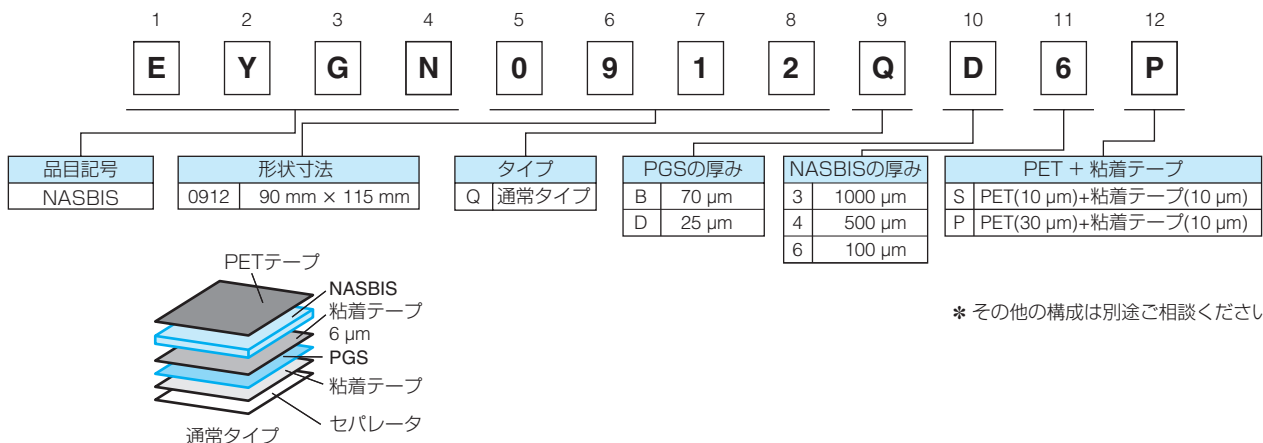 1 2 3 4 5 6 7 8 9 10 11 12
E Y G N 0 9 1 2 Q D 6 P
品目記号 形状寸法 タイプ PGSの厚み NASBISの厚み PET + 粘着テープ
NASBIS 0912 90 mm × 115 mm Q 通常タイプ B 70 μm 3 1000 μm S PET(10 μm)+粘着テープ(10 μm)
D 25 μm 4 500 μm P PET(30 μm)+粘着テープ(10 μm)
6 100 μm
PETテープ
NASBIS
粘着テープ
6 μm
PGS
粘着テープ
セパレータ
通常タイプ
＊ その他の構成は別途ご相談ください